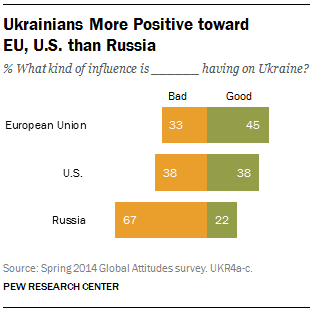 Ukrainians More Positive toward
EU, U.S. than Russia
% What kind of influence is ______ having on Ukraine?
Bad Good
European Union 33 45
U.S. 38 38
Russia 67 22
Source: Spring 2014 Global Attitudes survey. UKR4a-c.
PEW RESEARCH CENTER